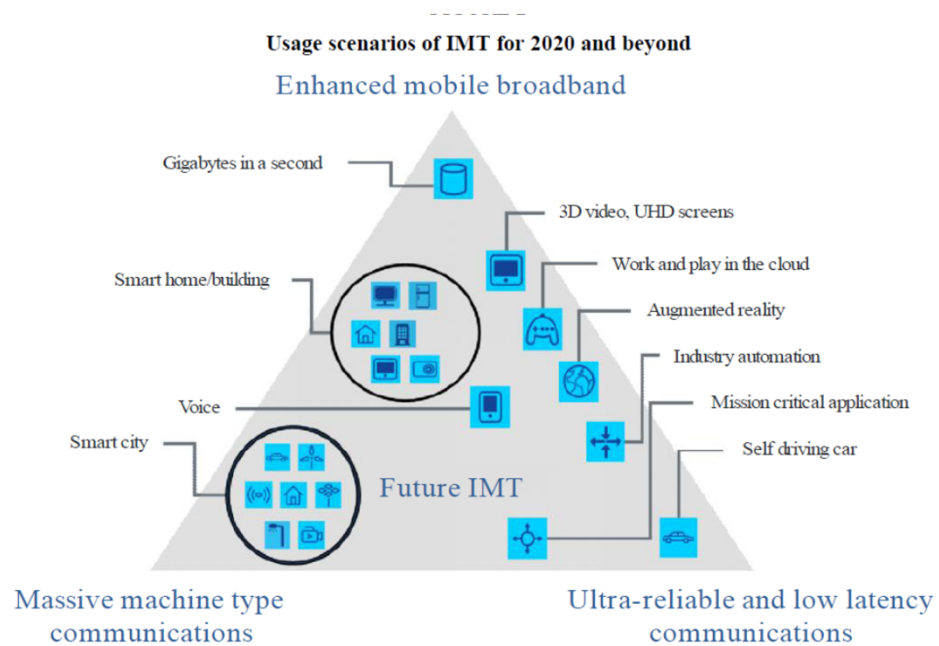 Usage scenarios of IMT for 2020 and beyond
Enhanced mobile broadband
Gigabytes in a second
3D video, UHD screens
Work and play in the cloud
Smart home/building
Augmented reality
Industry automation
Voice
Mission critical application
Smart city
Self driving car
Future IMT
Massive machine type
communications
Ultra-reliable and low latency
communications